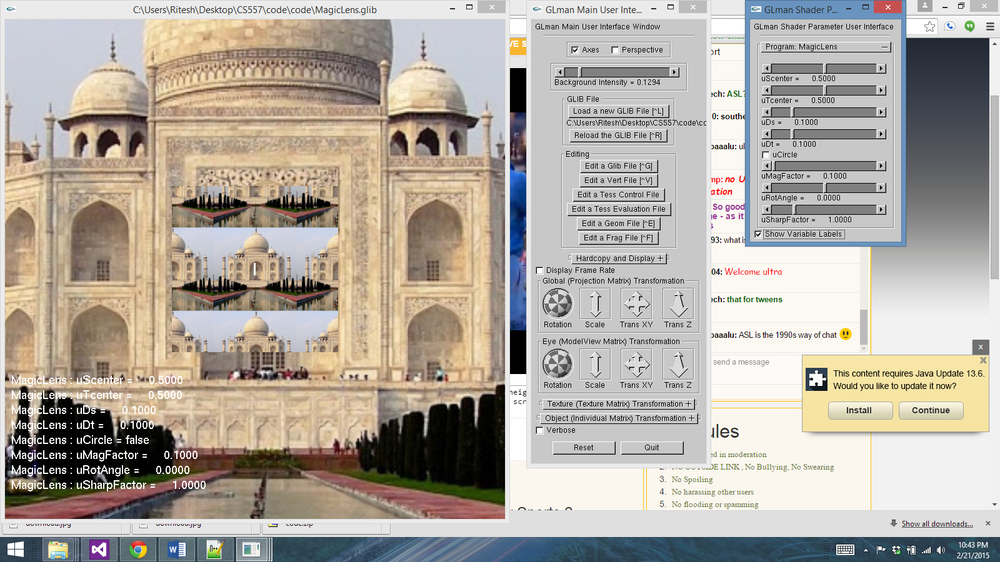 C:\Users\Ritesh\Desktop\CS557\code\code\MagicLens.glib
MagicLens : uScenter = 0.5000
MagicLens : uTcenter = 0.5000
MagicLens : uDs = 0.1000
MagicLens : uDt = 0.1000
MagicLens : uCircle = false
MagicLens : uMagFactor = 0.1000
MagicLens : uRotAngle = 0.0000
MagicLens : uSharpFactor = 1.0000
GLman Main User Inte...
GLman Main User Interface Window
Axes Perspective
Background Intensity = 0.1294
GLIB File
Load a new GLIB File [^L]
C:\Users\Ritesh\Desktop\CS557\code\cc
Reload the GLIB File [^R]
Editing
Edit a Glib File [^G]
Edit a Vert File [^V]
Edit a Tess Control File
Edit a Tess Evaluation File
Edit a Geom File [^E]
Edit a Frag File [^F]
Hardcopy and Display +
Display Frame Rate
Global (Projection Matrix) Transformation
Rotation Scale Trans XY Trans Z
Eye (ModelView Matrix) Transformation
Rotation Scale Trans XY Trans Z
Texture (Texture Matrix) Transformation +
Object (Individual Matrix) Transformation +
Verbose
Reset Quit
GLman Shader P...
GLman Shader Parameter User Interface
Program: MagicLens
uScenter = 0.5000
uTcenter = 0.5000
uDs = 0.1000
uDt = 0.1000
uCircle
uMagFactor = 0.1000
uRotAngle = 0.0000
uSharpFactor = 1.0000
Show Variable Labels
VE S
ort
ech: ASL?
0: southe
paaalu: ul
mp: no U
ation
So good
ne - as it
s
93: what is
04: Welcome ultra
ech: that for tweens
paaalu: ASL is the 1990s way of chat
send a message
x
This content requires Java Update 13.6.
Would you like to update it now?
Install Continue
neig
scr
ules
ed in moderation
2. NO OUTSIDE LINK , No Bullying, No Swearing
3. No Spoiling
4. No harassing other users
5. No flooding or spamming
download.jpg download.jpg code.zip
Show all downloads...
10:43 PM
2/21/2015